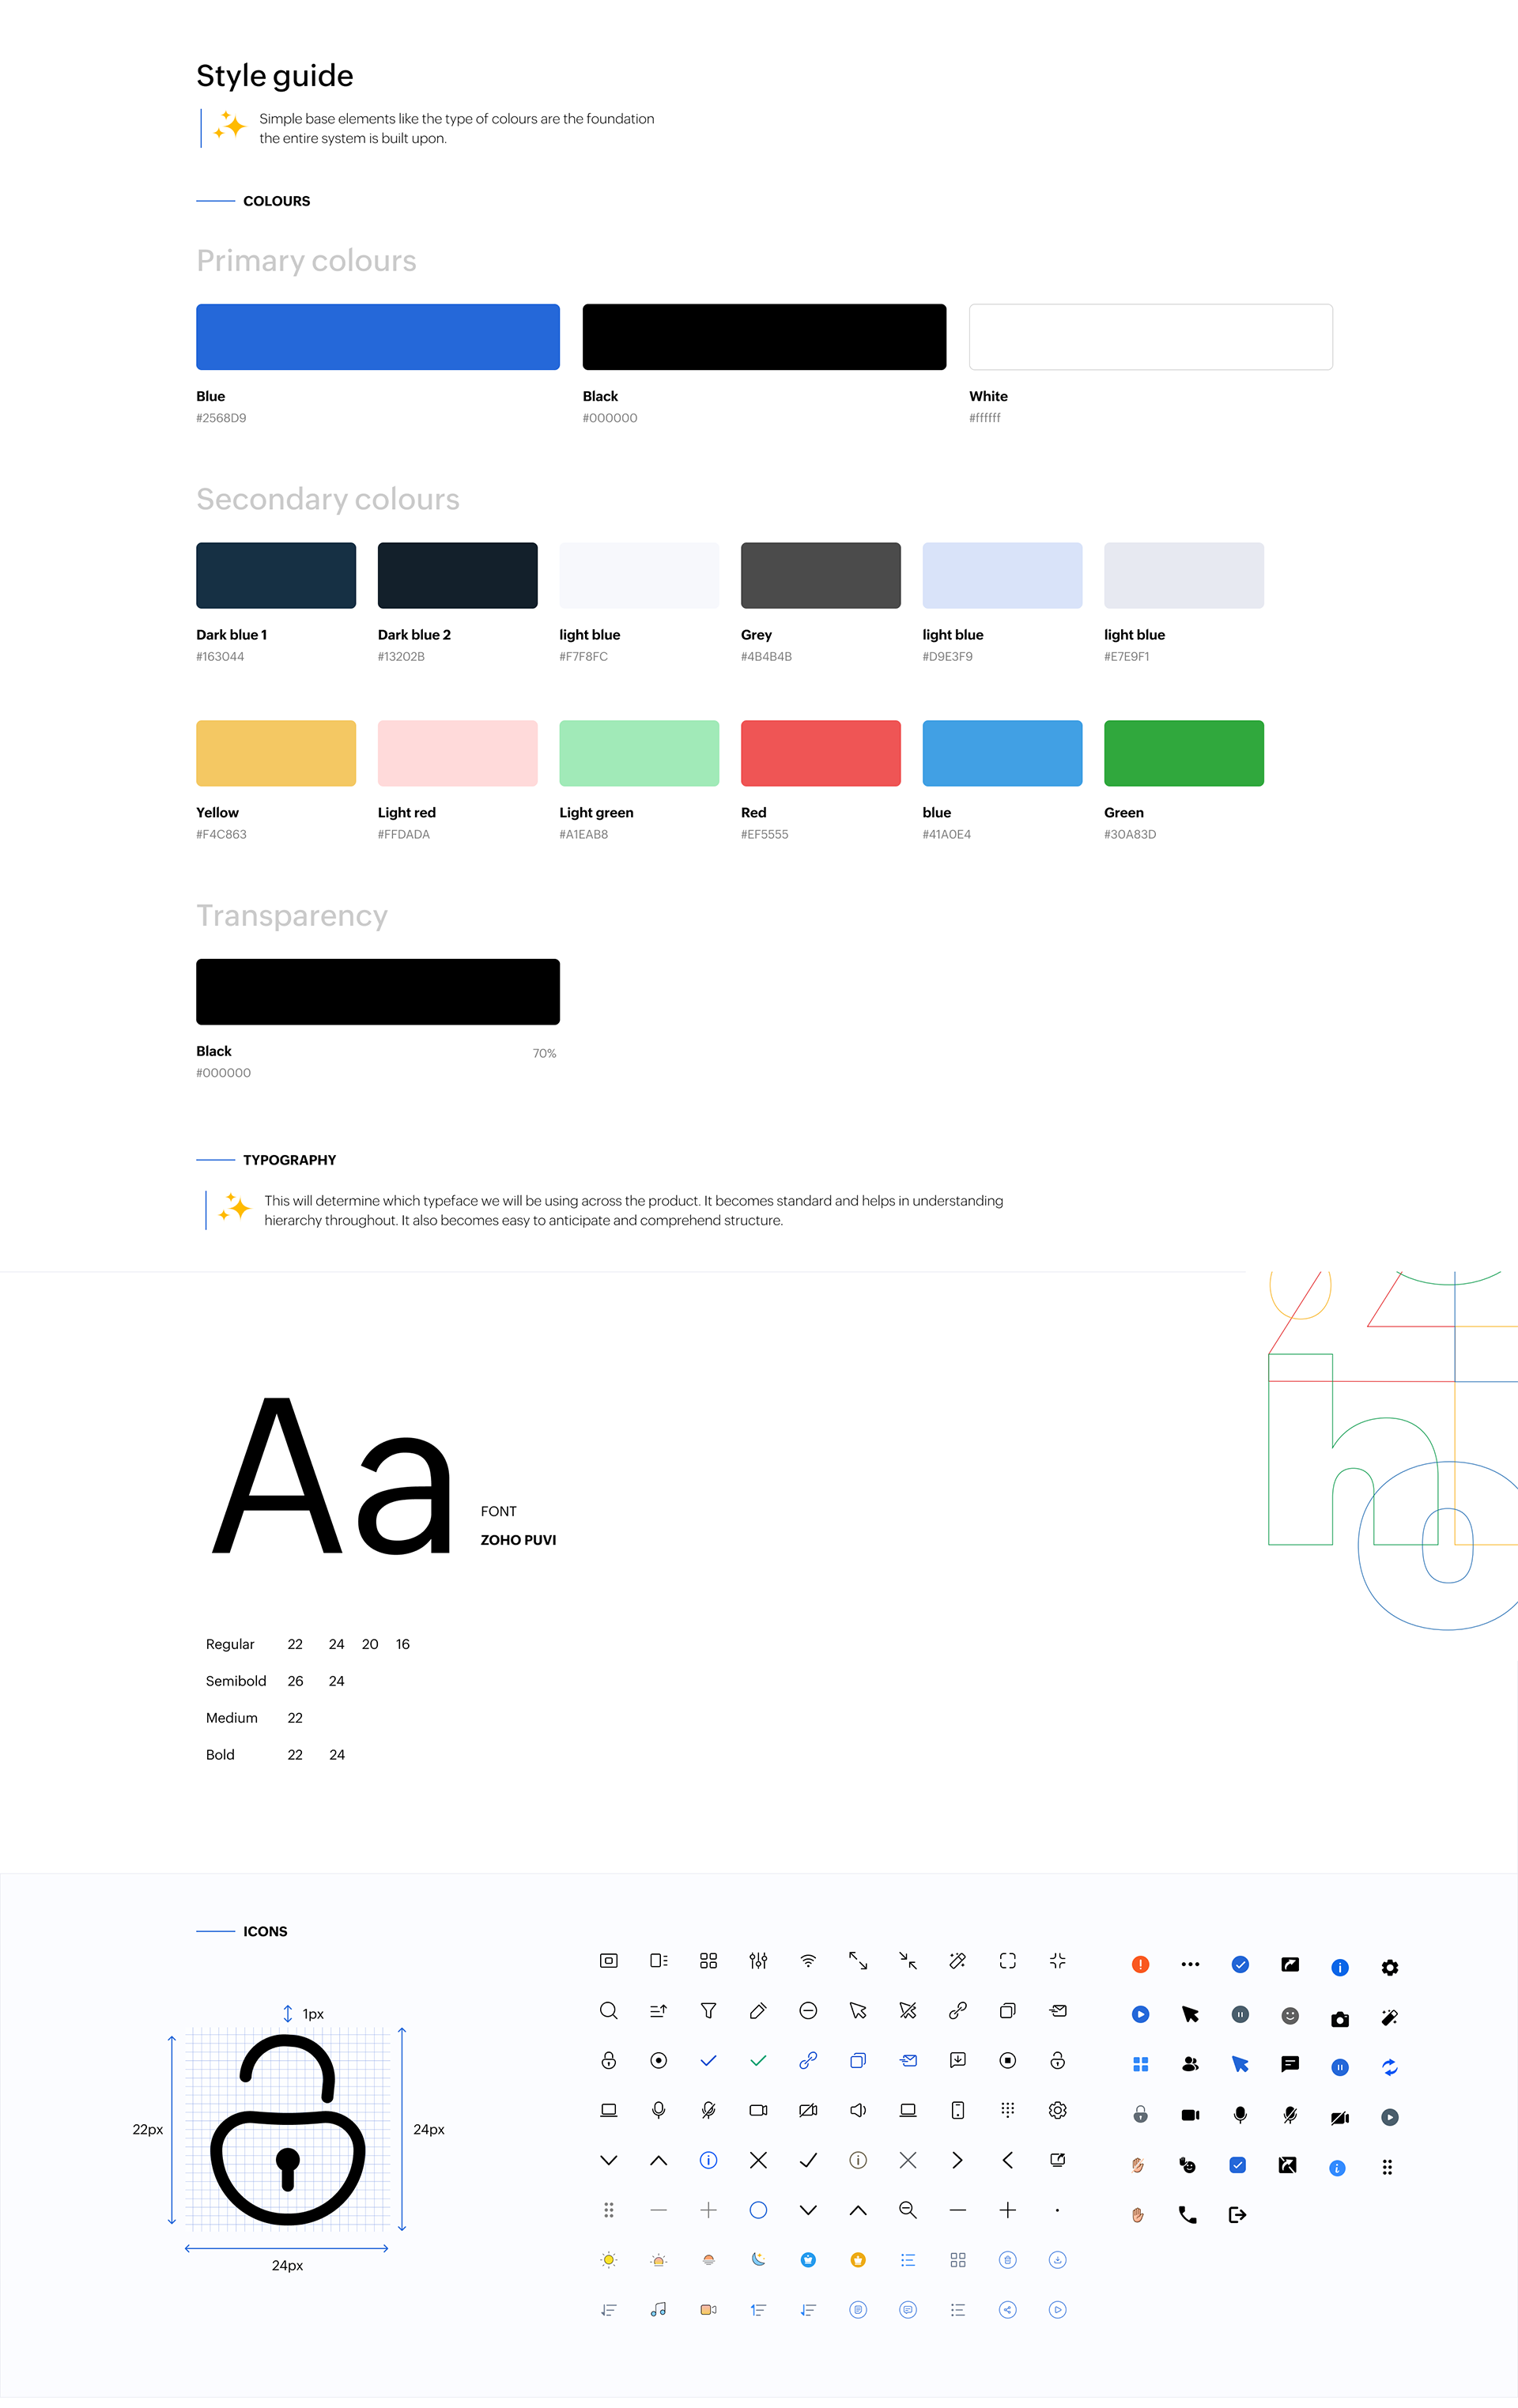 Style guide
Simple base elements like the type of colours are the foundation
the entire system is built upon.
COLOURS
Primary colours
Blue
#2568D9
Black
#000000
White
#ffffff
Secondary colours
Dark blue 1
#163044
Dark blue 2
#13202B
light blue
#F7F8FC
Grey
#4B4B4B
light blue
#D9E3F9
light blue
#E7E9F1
Yellow
#F4C863
Light red
#FFDADA
Light green
#A1EAB8
Red
#EF5555
blue
#41A0E4
Green
#30A83D
Transparency
Black 70%
#000000
TYPOGRAPHY
This will determine which typeface we will be using across the product. It becomes standard and helps in understanding
hierarchy throughout. It also becomes easy to anticipate and comprehend structure.
Aa
FONT
ZOHO PUVI
Regular 22 24 20 16
Semibold 26 24
Medium 22
Bold 22 24
ho
ICONS
1px
22px
24px
24px